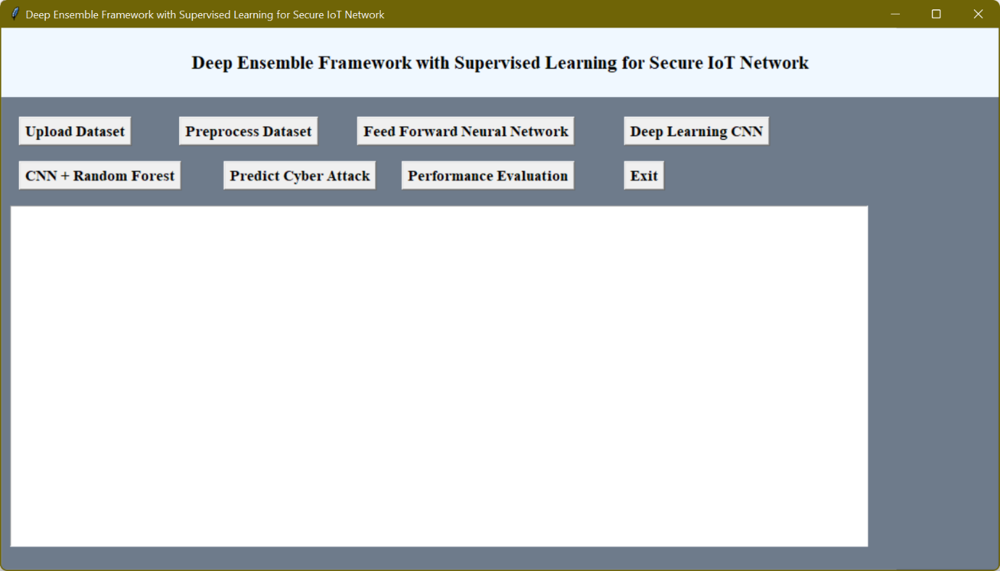 Deep Ensemble Framework with Supervised Learning for Secure IoT Network
Deep Ensemble Framework with Supervised Learning for Secure IoT Network
Upload Dataset
Preprocess Dataset
Feed Forward Neural Network
Deep Learning CNN
CNN + Random Forest
Predict Cyber Attack
Performance Evaluation
Exit